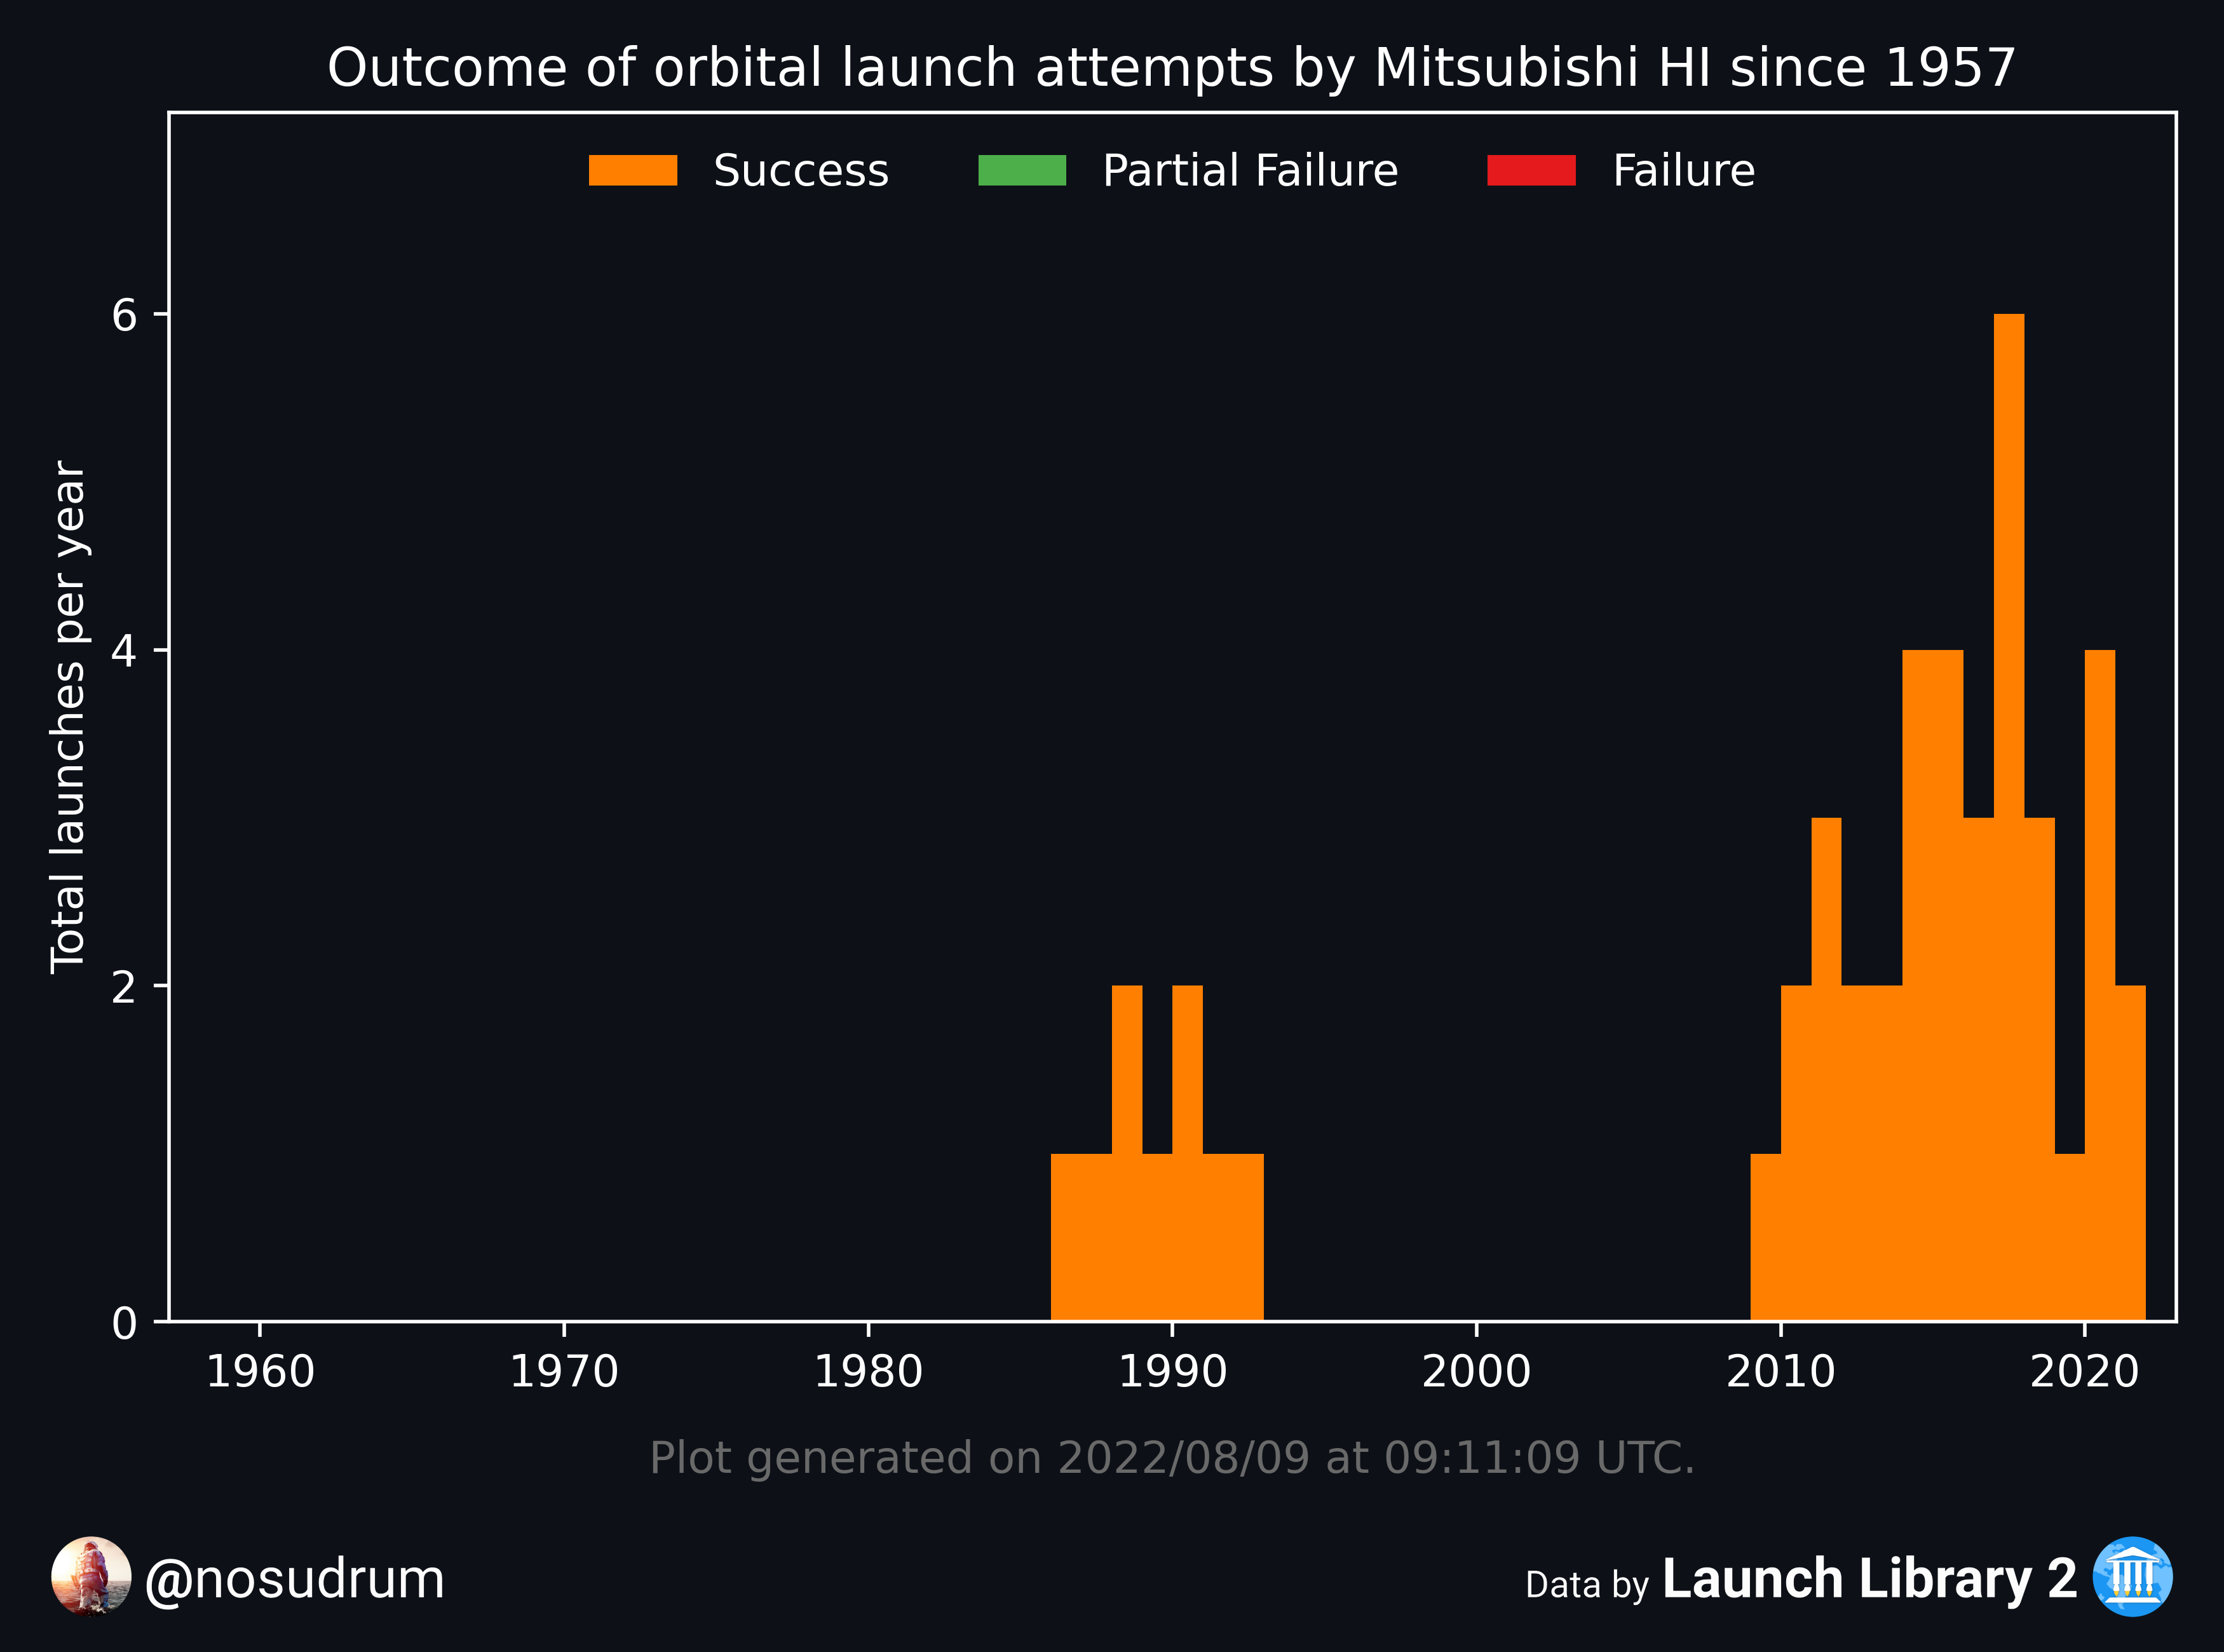 Outcome of orbital launch attempts by Mitsubishi HI since 1957
Success
Partial Failure
Failure
Total launches per year
6
4
2
0
1960
1970
1980
1990
2000
2010
2020
Plot generated on 2022/08/09 at 09:11:09 UTC.
@nosudrum
Data by Launch Library 2